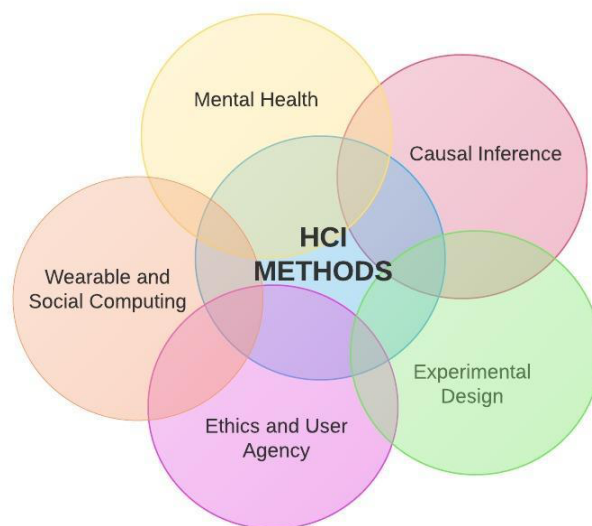 Mental Health
Causal Inference
HCI
METHODS
Wearable and
Social Computing
Experimental
Design
Ethics and User
Agency